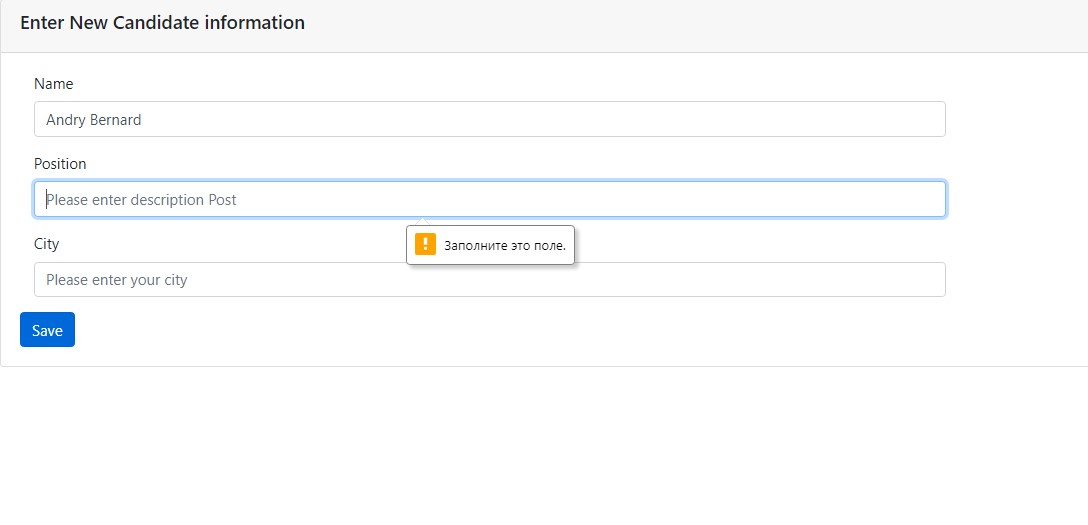 Enter New Candidate information
Name
Andry Bernard
Position
Please enter description Post
Заполните это поле.
City
Please enter your city
Save